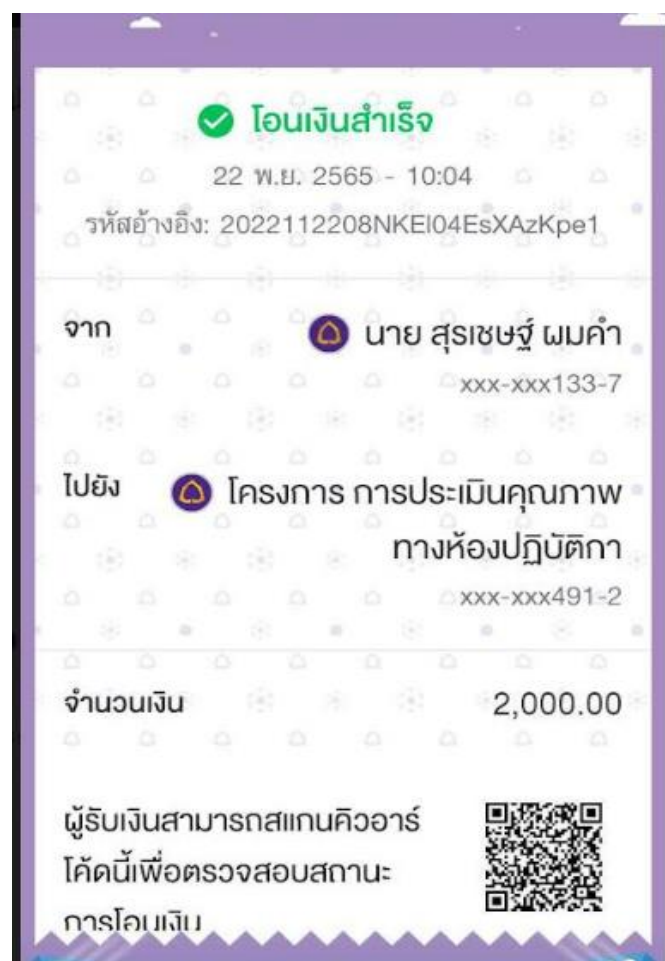 โอนเงินสำเร็จ
22 พ.ย. 2565 - 10:04
รหัสอ้างอิง: 2022112208NKEI04EsXAzKpe1
จาก
นาย สุรเชษฐ์ ผมคำ
xxx-xxx133-7
ไปยัง
โครงการ การประเมินคุณภาพ
ทางห้องปฏิบัติกา
xxx-xxx491-2
จำนวนเงิน 2,000.00
ผู้รับเงินสามารถสแกนคิวอาร์
โค้ดนี้เพื่อตรวจสอบสถานะ
การโอนเงิน